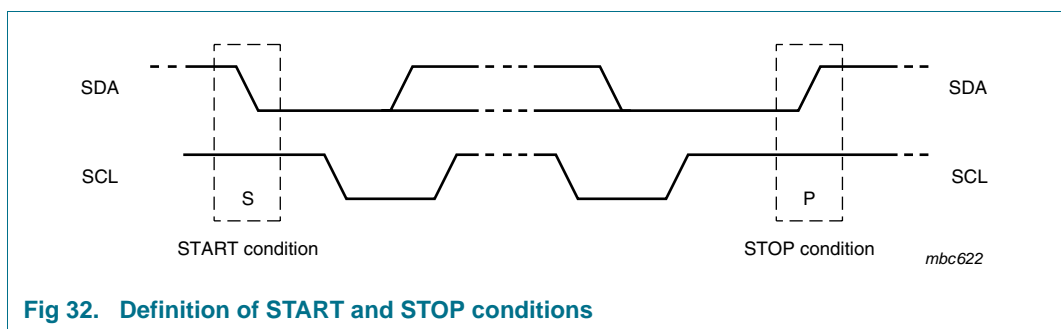 SDA SDA
SCL SCL
S P
START condition STOP condition
mbc622
Fig 32. Definition of START and STOP conditions